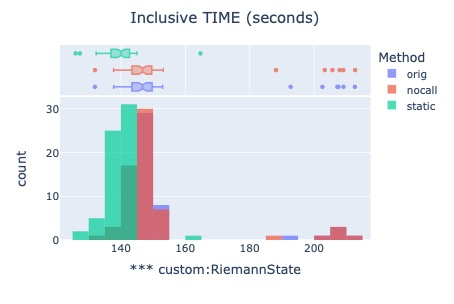 Inclusive TIME (seconds)
Method
orig
nocall
static
30
20
10
0
count
140
160
180
200
*** custom:RiemannState